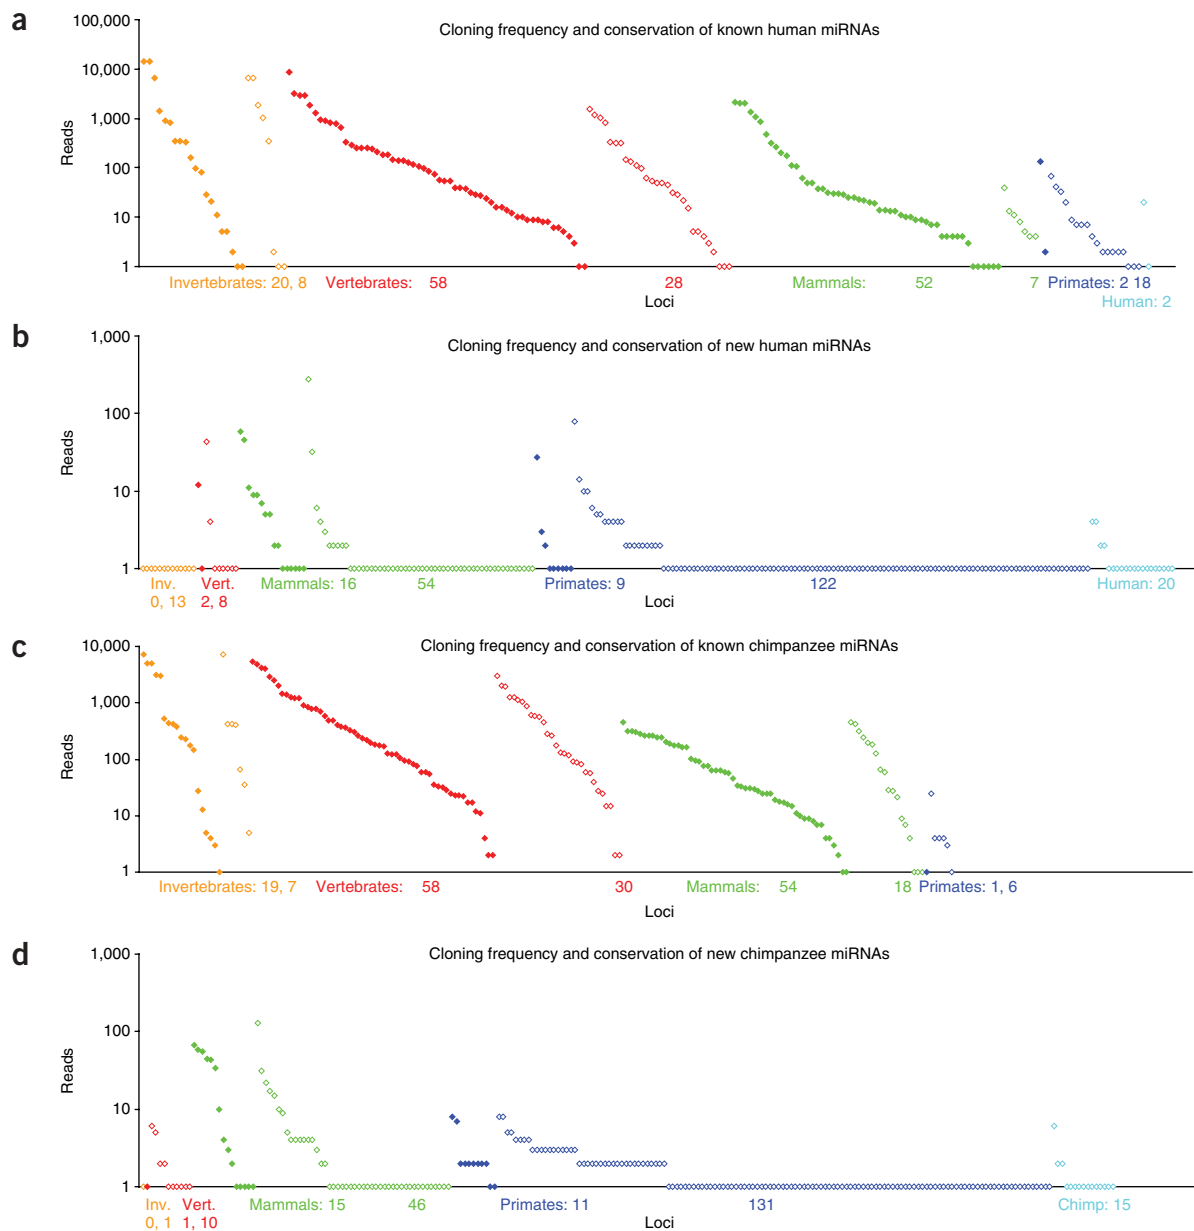 a
Cloning frequency and conservation of known human miRNAs
100,000
10,000
1,000
100
10
1
Reads
Invertebrates: 20, 8
Vertebrates: 58
28
Mammals: 52
7
Primates: 2 18
Human: 2
Loci
b
Cloning frequency and conservation of new human miRNAs
1,000
100
10
1
Reads
Inv.
0, 13
Vert.
2, 8
Mammals: 16
54
Primates: 9
122
Human: 20
Loci
c
Cloning frequency and conservation of known chimpanzee miRNAs
10,000
1,000
100
10
1
Reads
Invertebrates: 19, 7
Vertebrates: 58
30
Mammals: 54
18
Primates: 1, 6
Loci
d
Cloning frequency and conservation of new chimpanzee miRNAs
1,000
100
10
1
Reads
Inv.
0, 1
Vert.
1, 10
Mammals: 15
46
Primates: 11
131
Chimp: 15
Loci